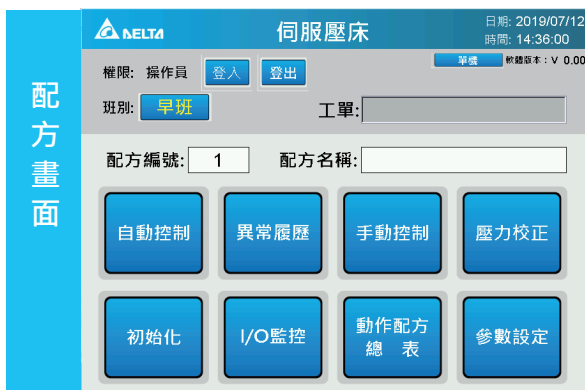 配方畫面
DELTA
伺服壓床
日期: 2019/07/12
時間: 14:36:00
單機
軟體版本：V 0.00
權限: 操作員
登入
登出
班別: 早班
工單:
配方編號: 1
配方名稱:
自動控制
異常履歷
手動控制
壓力校正
初始化
I/O監控
動作配方
總 表
參數設定